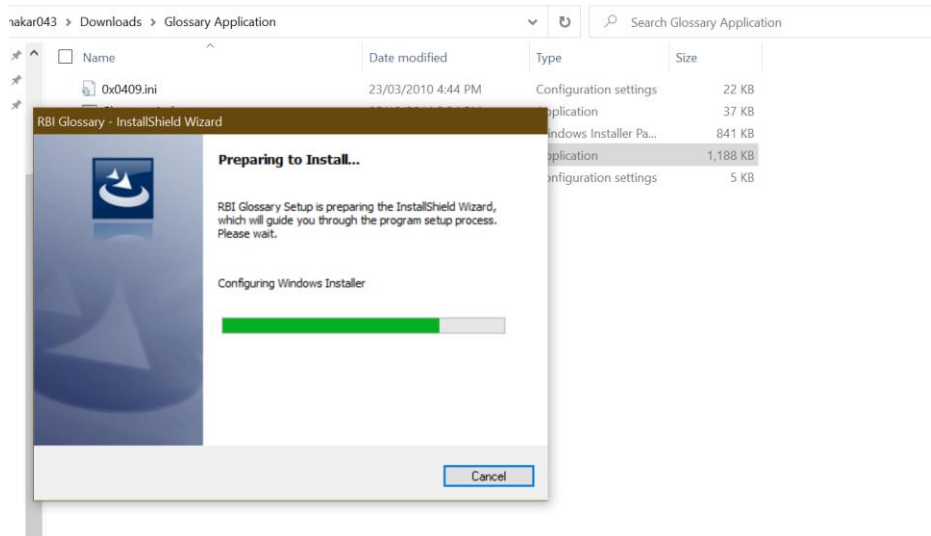 nakar043 > Downloads > Glossary Application
Search Glossary Application
Name Date modified Type Size
0x0409.ini 23/03/2010 4:44 PM Configuration settings 22 KB
37 KB
841 KB
1,188 KB
5 KB
RBI Glossary - InstallShield Wizard
Preparing to Install...
RBI Glossary Setup is preparing the InstallShield Wizard,
which will guide you through the program setup process.
Please wait.
Configuring Windows Installer
Cancel